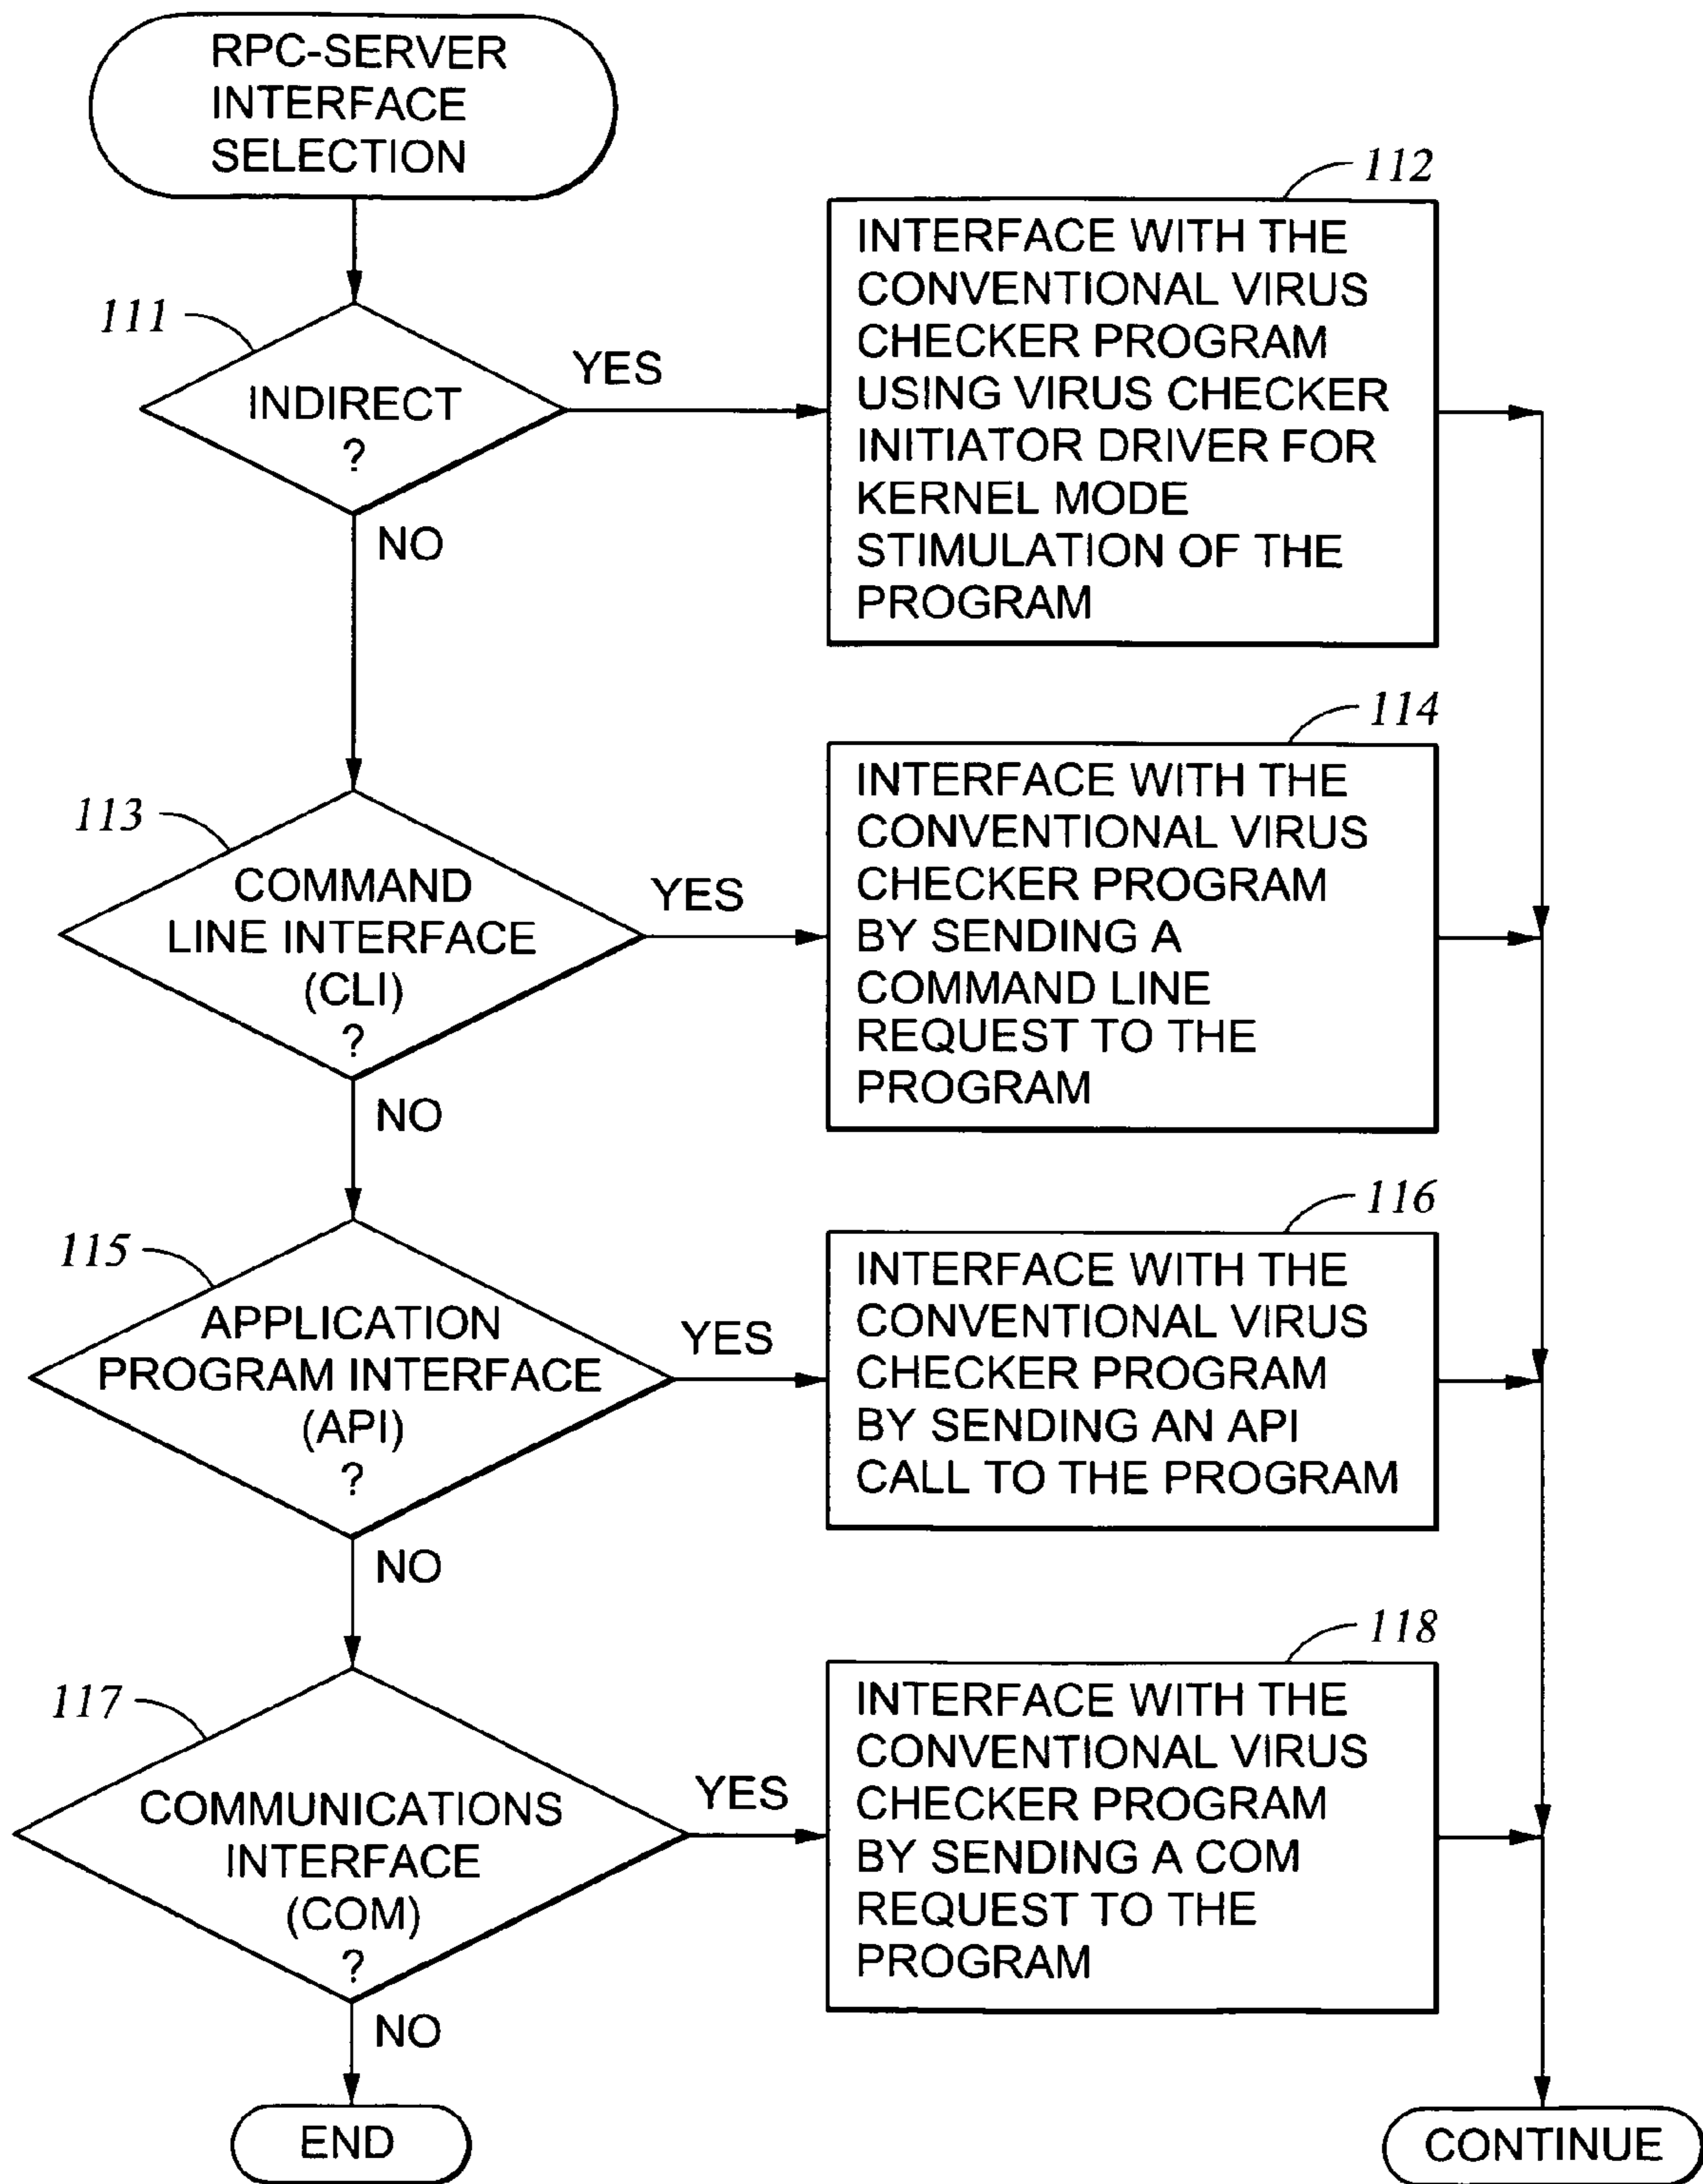 RPC-SERVER
INTERFACE
SELECTION
111
INDIRECT
?
YES
NO
112
INTERFACE WITH THE
CONVENTIONAL VIRUS
CHECKER PROGRAM
USING VIRUS CHECKER
INITIATOR DRIVER FOR
KERNEL MODE
STIMULATION OF THE
PROGRAM
113
COMMAND
LINE INTERFACE
(CLI)
?
YES
NO
114
INTERFACE WITH THE
CONVENTIONAL VIRUS
CHECKER PROGRAM
BY SENDING A
COMMAND LINE
REQUEST TO THE
PROGRAM
115
APPLICATION
PROGRAM INTERFACE
(API)
?
YES
NO
116
INTERFACE WITH THE
CONVENTIONAL VIRUS
CHECKER PROGRAM
BY SENDING AN API
CALL TO THE PROGRAM
117
COMMUNICATIONS
INTERFACE
(COM)
?
YES
NO
118
INTERFACE WITH THE
CONVENTIONAL VIRUS
CHECKER PROGRAM
BY SENDING A COM
REQUEST TO THE
PROGRAM
END
CONTINUE